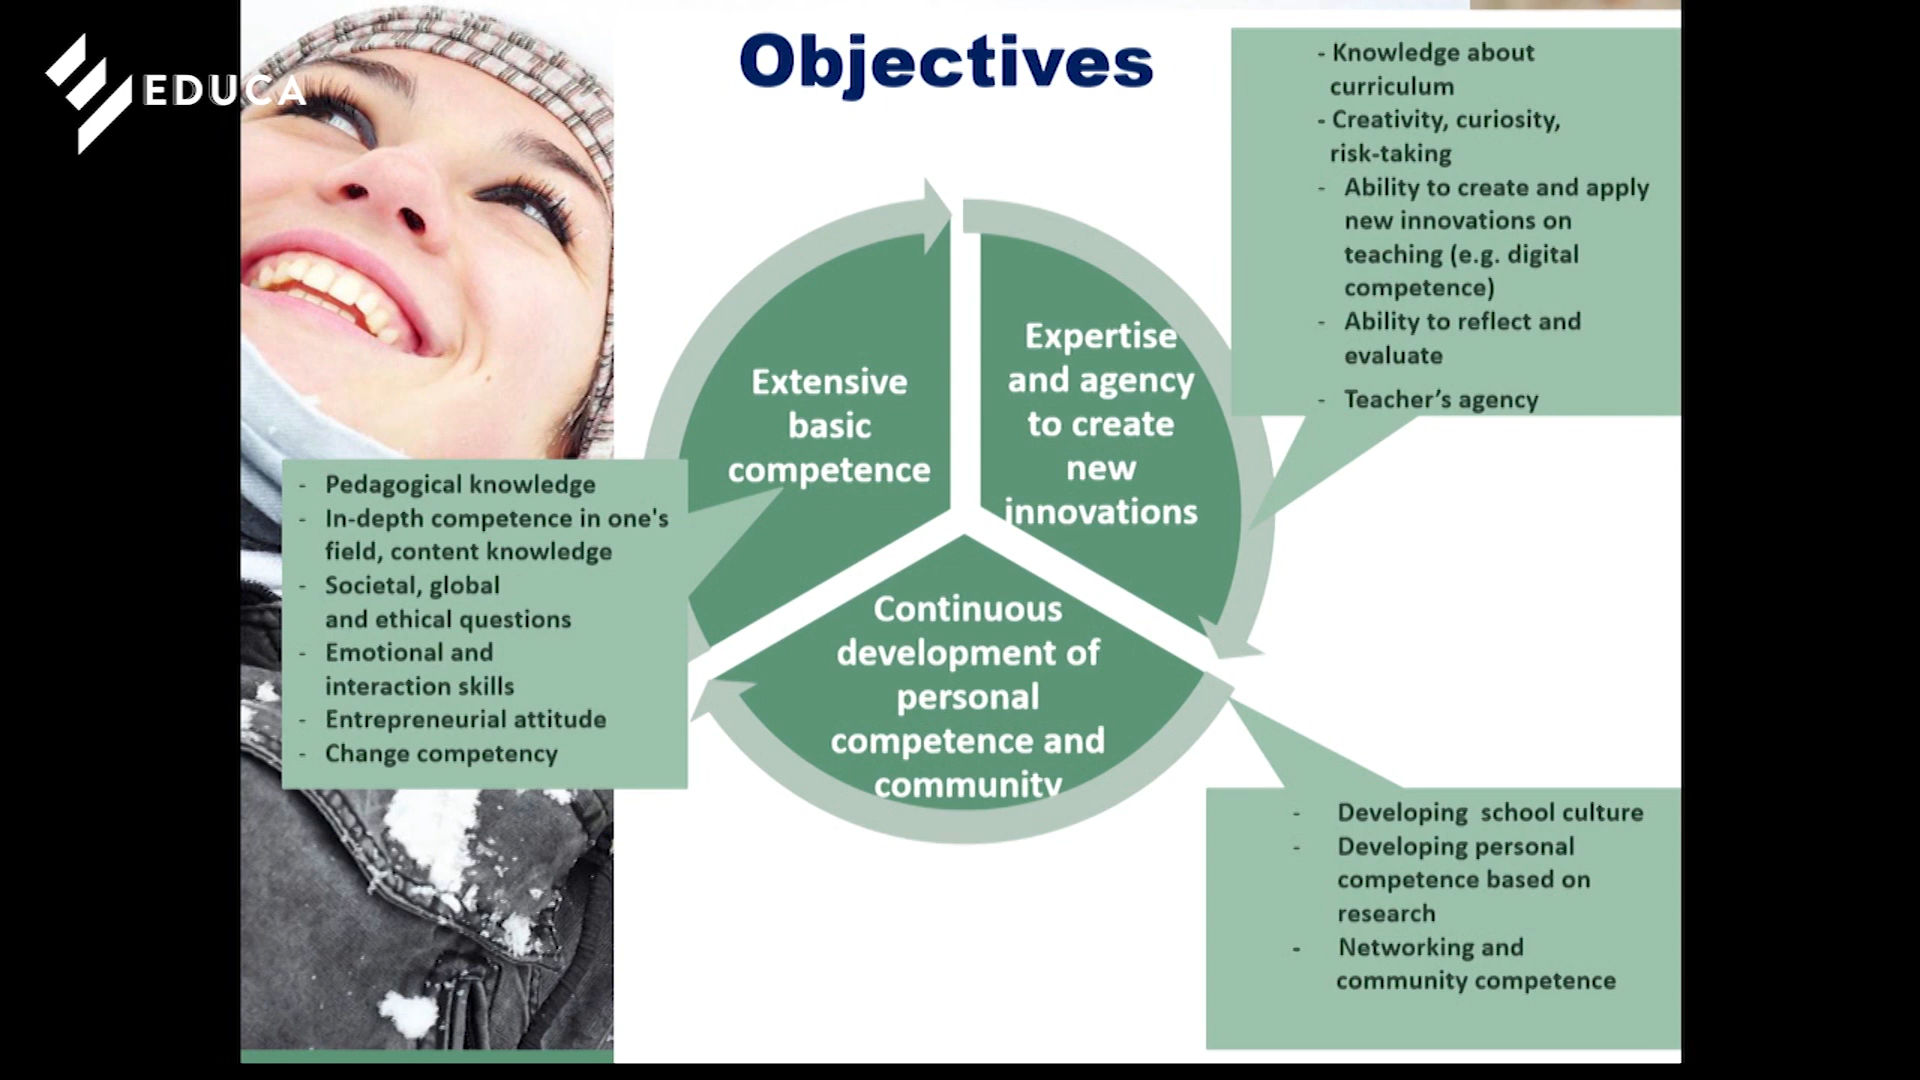 EDUCA
Objectives
- Knowledge about
curriculum
- Creativity, curiosity,
risk-taking
- Ability to create and apply
new innovations on
teaching (e.g. digital
competence)
- Ability to reflect and
evaluate
- Teacher’s agency
Extensive
basic
competence
Expertise
and agency
to create
new
innovations
- Pedagogical knowledge
- In-depth competence in one's
field, content knowledge
- Societal, global
and ethical questions
- Emotional and
interaction skills
- Entrepreneurial attitude
- Change competency
Continuous
development of
personal
competence and
community
- Developing school culture
- Developing personal
competence based on
research
- Networking and
community competence